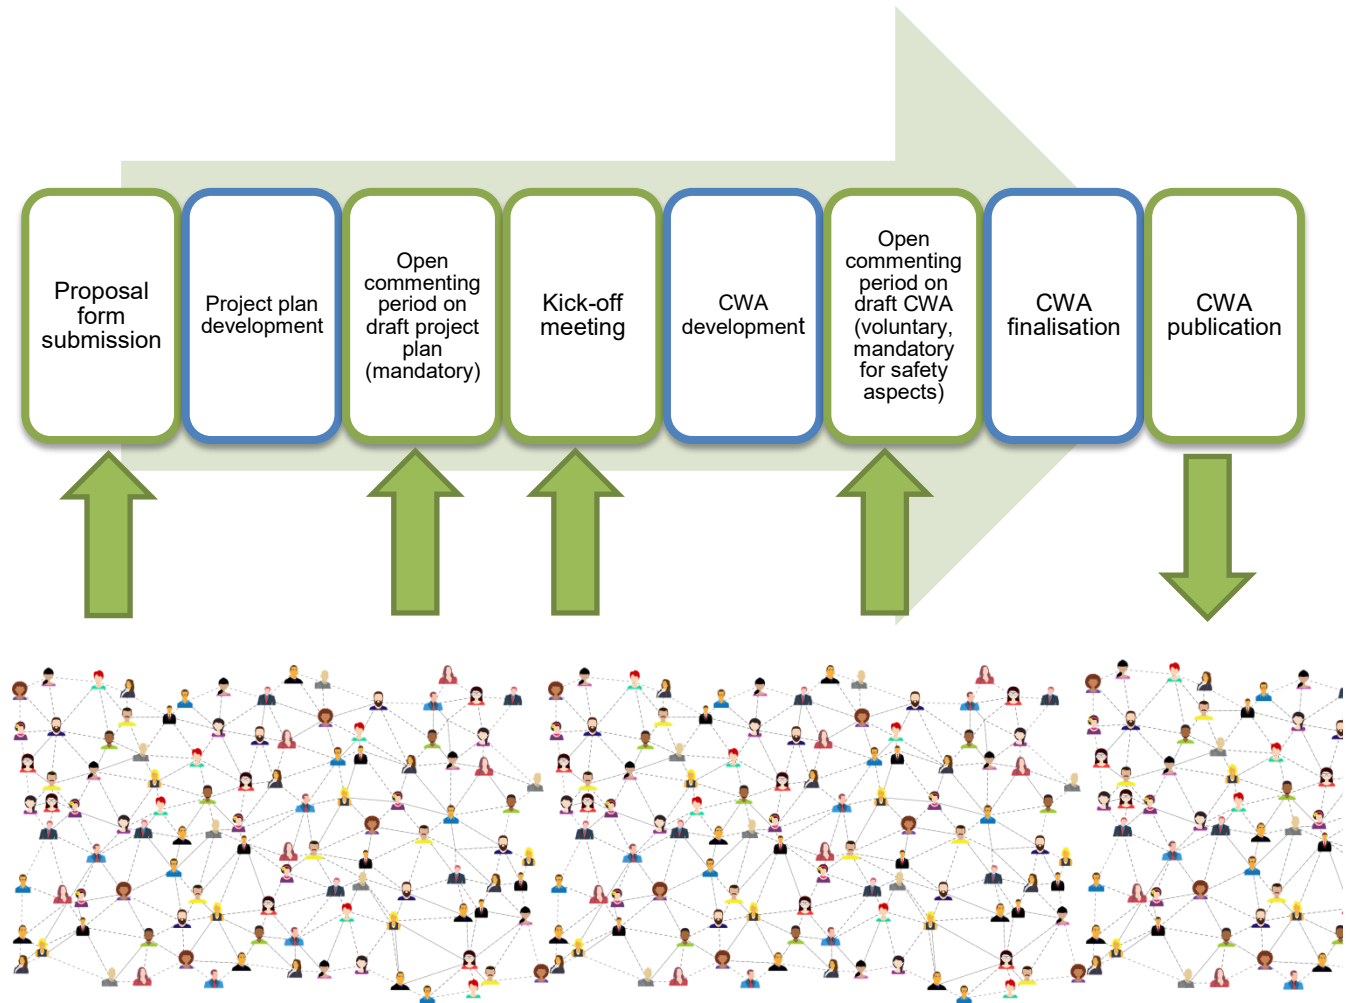 Proposal
form
submission
Project plan
development
Open
commenting
period on
draft project
plan
(mandatory)
Kick-off
meeting
CWA
development
Open
commenting
period on
draft CWA
(voluntary,
mandatory
for safety
aspects)
CWA
finalisation
CWA
publication